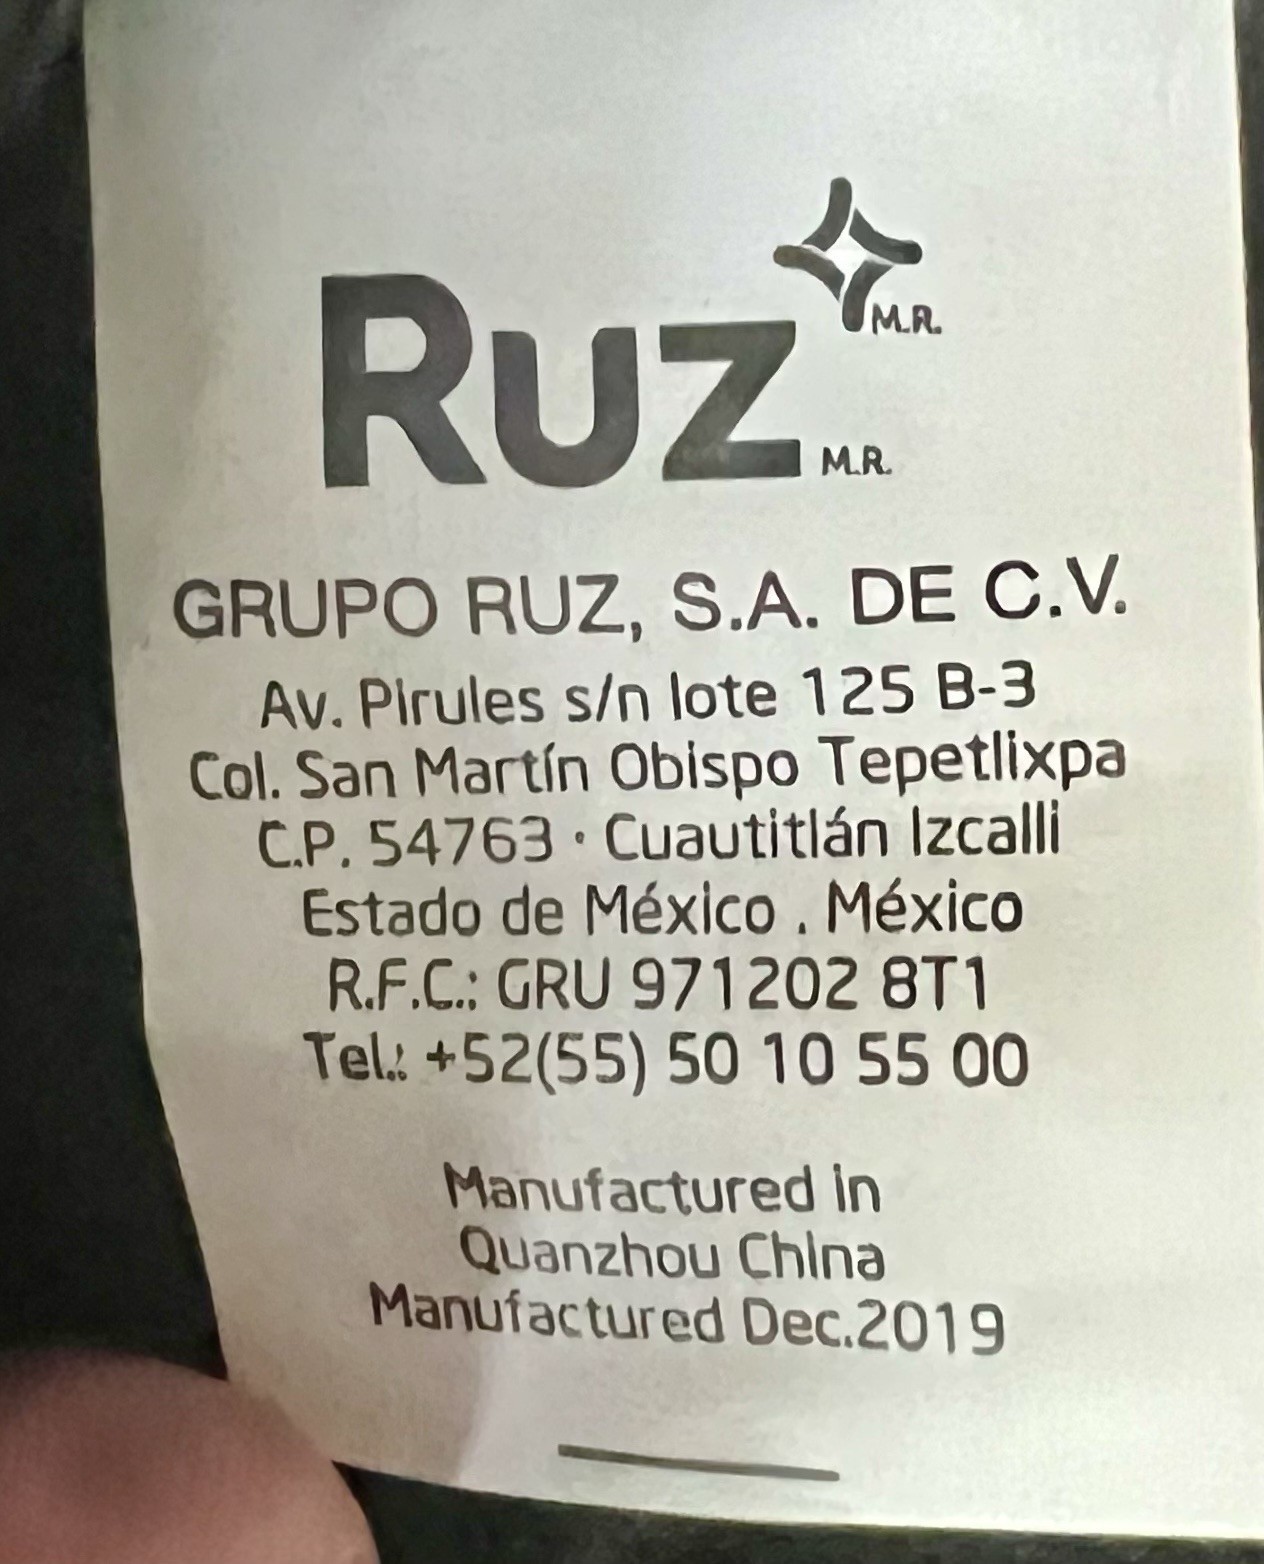 Ruz M.R.
M.R.
GRUPO RUZ, S.A. DE C.V.
Av. Pirules s/n lote 125 B-3
Col. San Martín Obispo Tepetlixpa
C.P. 54763 · Cuautitlán Izcalli
Estado de México . México
R.F.C.: GRU 971202 8T1
Tel.: +52(55) 50 10 55 00
Manufactured in
Quanzhou China
Manufactured Dec.2019